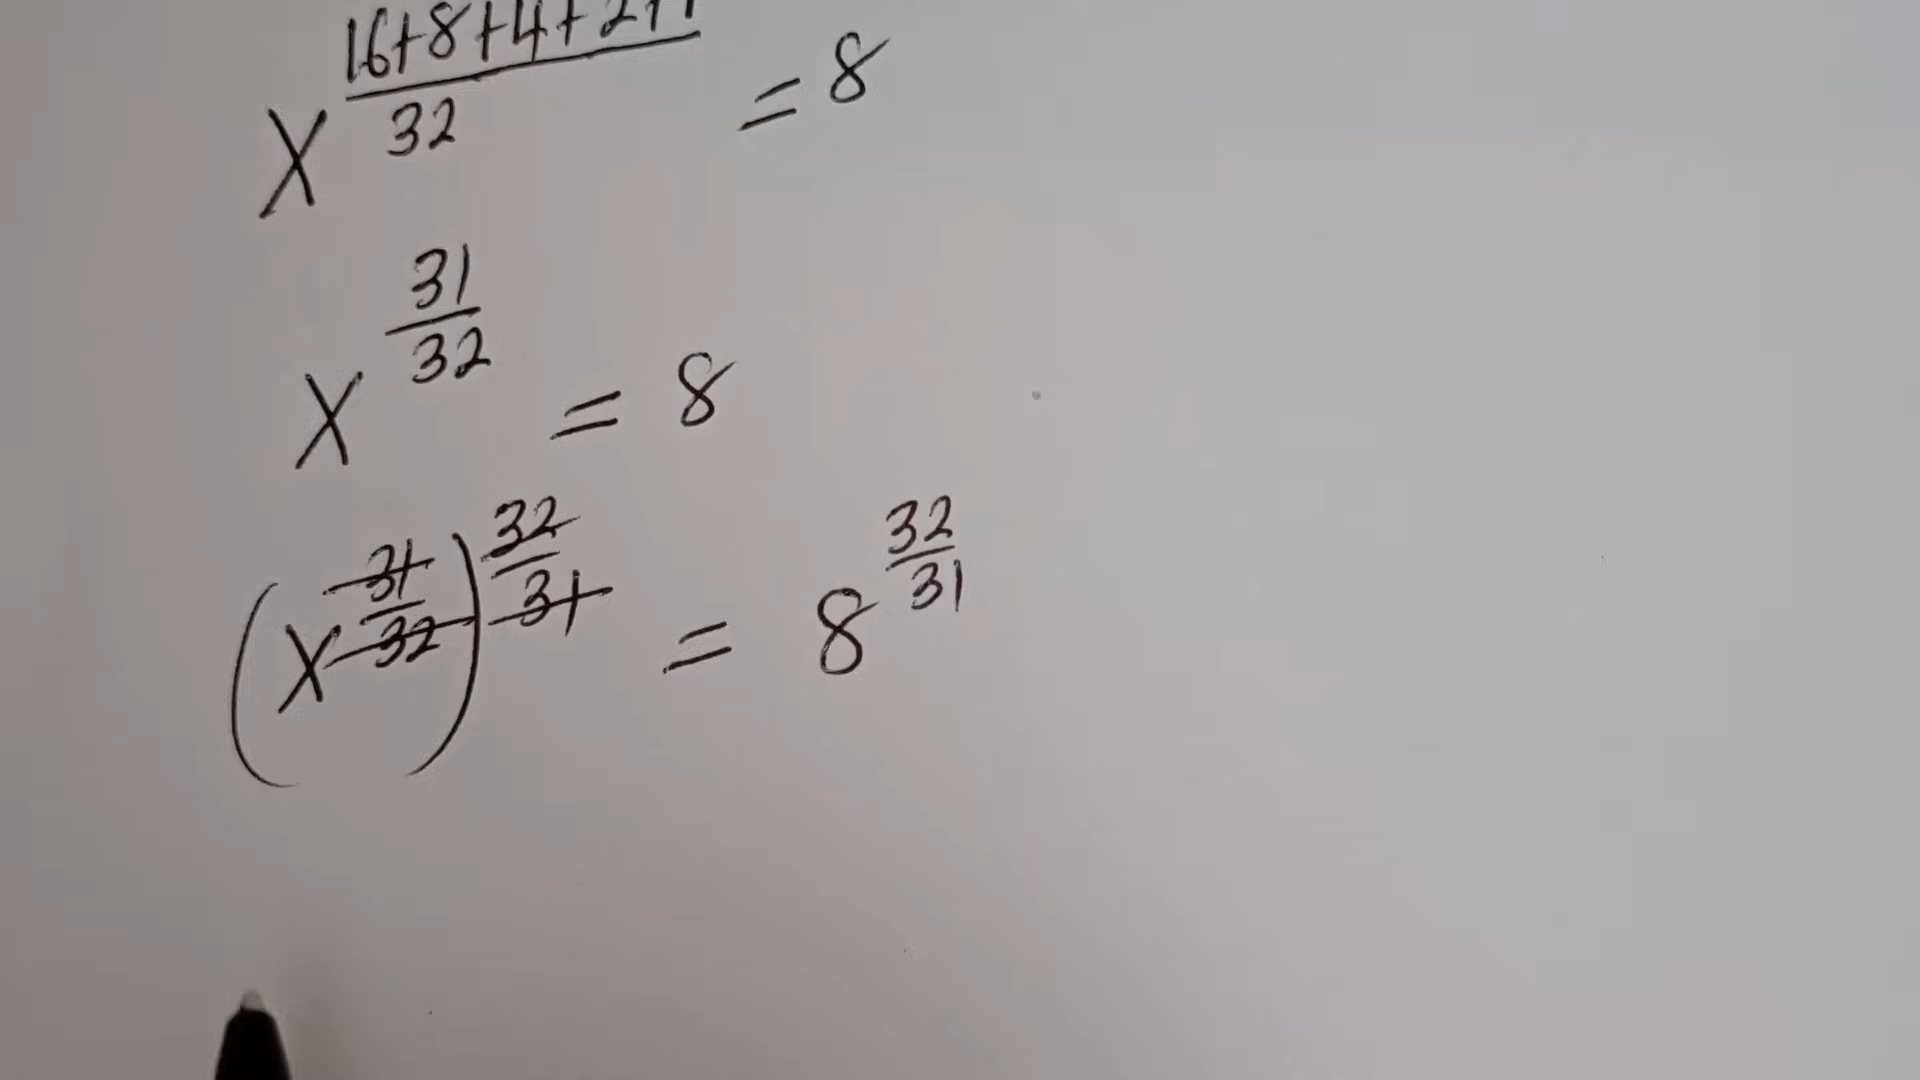 x^(16+8+4+2+1)/32 = 8
x^(31/32) = 8
(x^(31/32))^(32/31) = 8^(32/31)